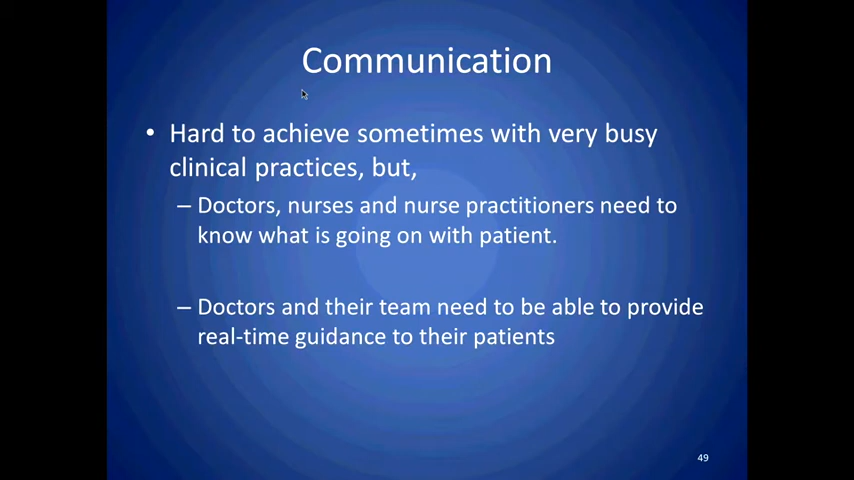 Communication
• Hard to achieve sometimes with very busy
clinical practices, but,
– Doctors, nurses and nurse practitioners need to
know what is going on with patient.
– Doctors and their team need to be able to provide
real-time guidance to their patients
49